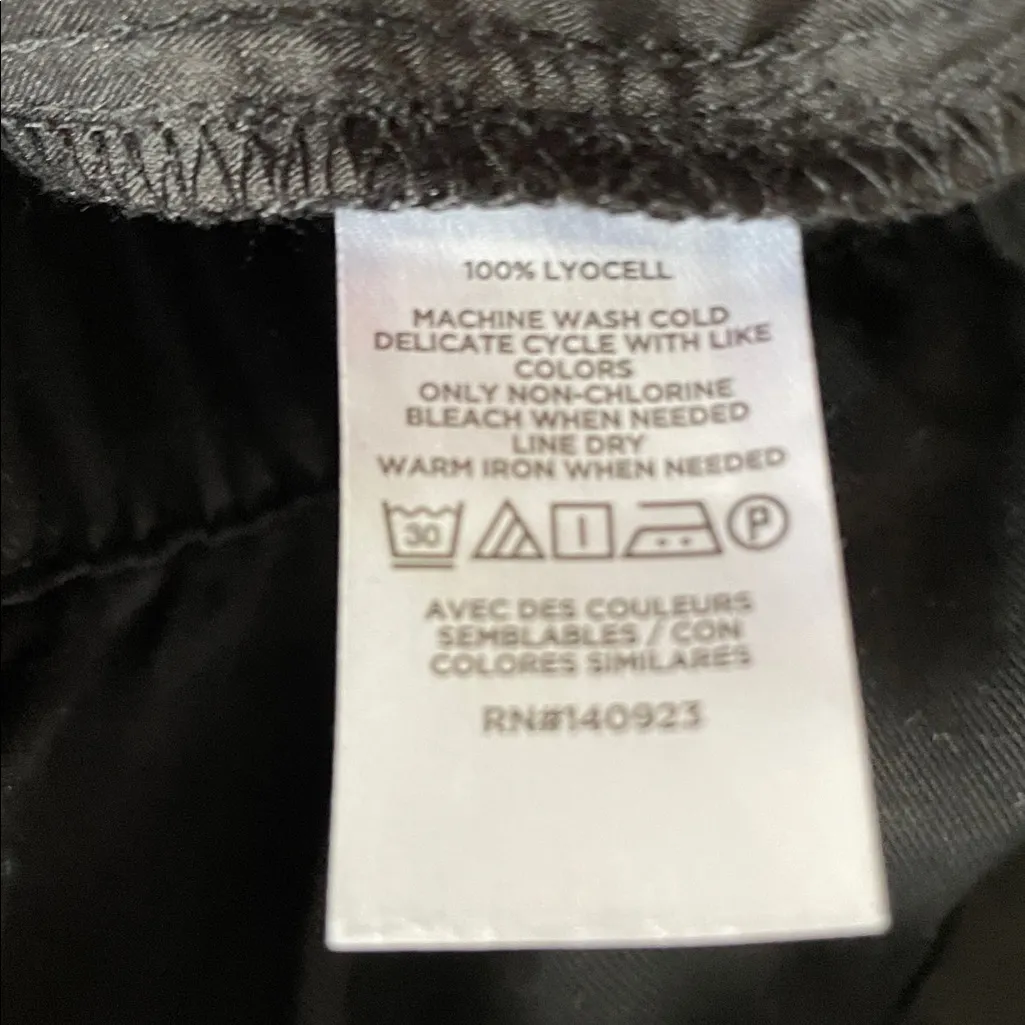 100% LYOCELL
MACHINE WASH COLD
DELICATE CYCLE WITH LIKE
COLORS
ONLY NON-CHLORINE
BLEACH WHEN NEEDED
LINE DRY
WARM IRON WHEN NEEDED
30 P
AVEC DES COULEURS
SEMBLABLES / CON
COLORES SIMILARES
RN#140923